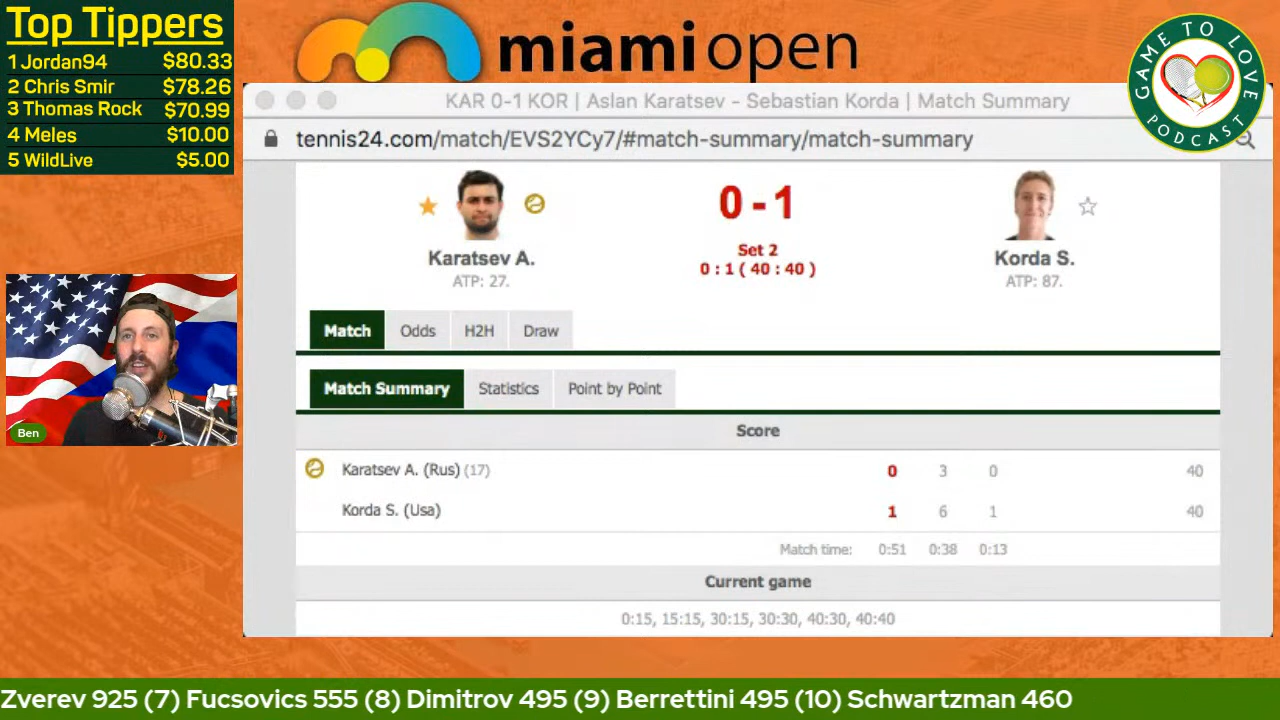 Top Tippers
1 Jordan94 $80.33
2 Chris Smir $78.26
3 Thomas Rock $70.99
4 Meles $10.00
5 WildLive $5.00
miami open
GAME TO LOVE
PODCAST
KAR 0-1 KOR | Aslan Karatsev - Sebastian Korda | Match Summary
tennis24.com/match/EVS2YCy7/#match-summary/match-summary
0 - 1
Karatsev A.
ATP: 27.
Set 2
0 : 1 ( 40 : 40 )
Korda S.
ATP: 87.
Match Odds H2H Draw
Match Summary Statistics Point by Point
Score
Karatsev A. (Rus) (17) 0 3 0 40
Korda S. (Usa) 1 6 1 40
Match time: 0:51 0:38 0:13
Current game
0:15, 15:15, 30:15, 30:30, 40:30, 40:40
Ben
Zverev 925 (7) Fucsovics 555 (8) Dimitrov 495 (9) Berrettini 495 (10) Schwartzman 460